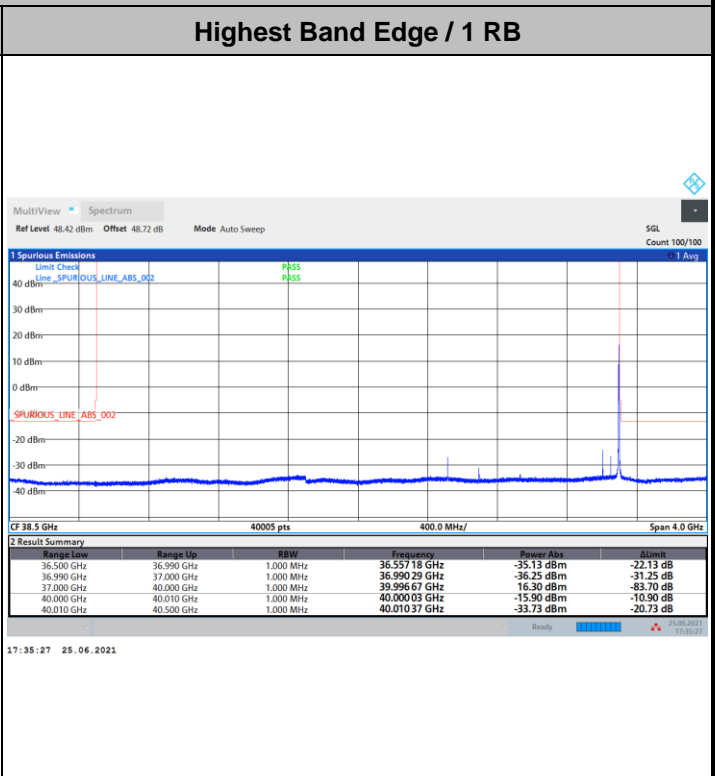 Highest Band Edge / 1 RB
MultiView Spectrum
Ref Level 48.42 dBm Offset 48.72 dB Mode Auto Sweep SGL
Count 100/100
1 Spurious Emissions 1 Avg
Limit Check PASS
Line _SPURIOUS_LINE_ABS_002 PASS
40 dBm
30 dBm
20 dBm
10 dBm
0 dBm
_SPURIOUS_LINE_ABS_002
-20 dBm
-30 dBm
-40 dBm
CF 38.5 GHz 40005 pts 400.0 MHz/ Span 4.0 GHz
2 Result Summary
Range Low Range Up RBW Frequency Power Abs ΔLimit
36.500 GHz 36.990 GHz 1.000 MHz 36.557 18 GHz -35.13 dBm -22.13 dB
36.990 GHz 37.000 GHz 1.000 MHz 36.990 29 GHz -36.25 dBm -31.25 dB
37.000 GHz 40.000 GHz 1.000 MHz 39.996 67 GHz 16.30 dBm -83.70 dB
40.000 GHz 40.010 GHz 1.000 MHz 40.000 03 GHz -15.90 dBm -10.90 dB
40.010 GHz 40.500 GHz 1.000 MHz 40.010 37 GHz -33.73 dBm -20.73 dB
Ready 25.06.2021
17:35:27
17:35:27 25.06.2021